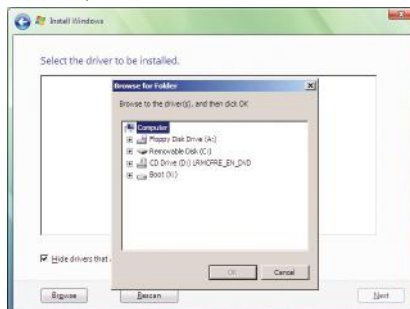 Install Windows
Select the driver to be installed.
Browse for Folder
Browse to the driver(s), and then click OK
Computer
Floppy Disk Drive (A:)
Removable Disk (C:)
CD Drive (D:) LRMCFRE_EN_DVD
Boot (X:)
Hide drivers that
OK
Cancel
Browse
Rescan
Next